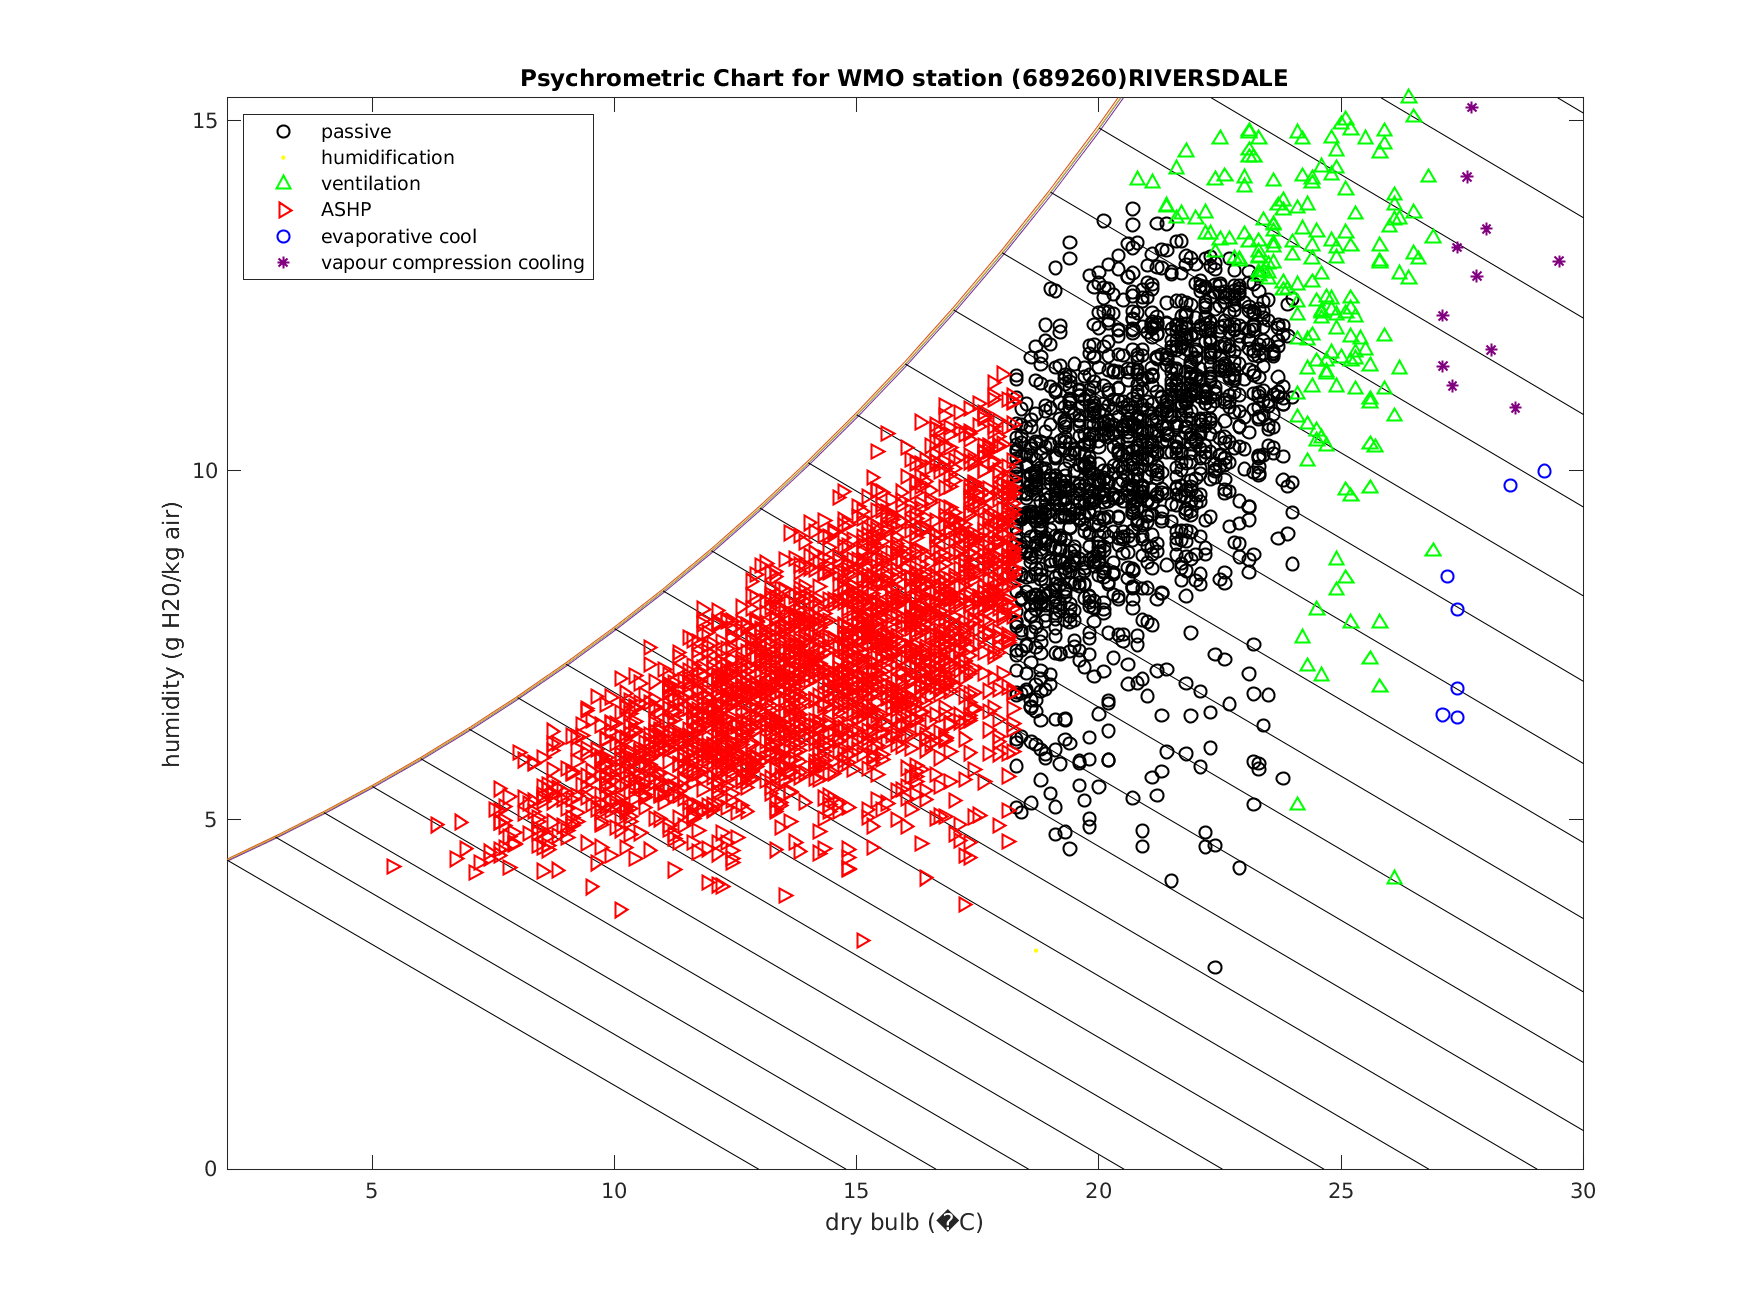 Psychrometric Chart for WMO station (689260)RIVERSDALE
passive
humidification
ventilation
ASHP
evaporative cool
vapour compression cooling
humidity (g H20/kg air)
15
10
5
0
5
10
15
20
25
30
dry bulb (�C)